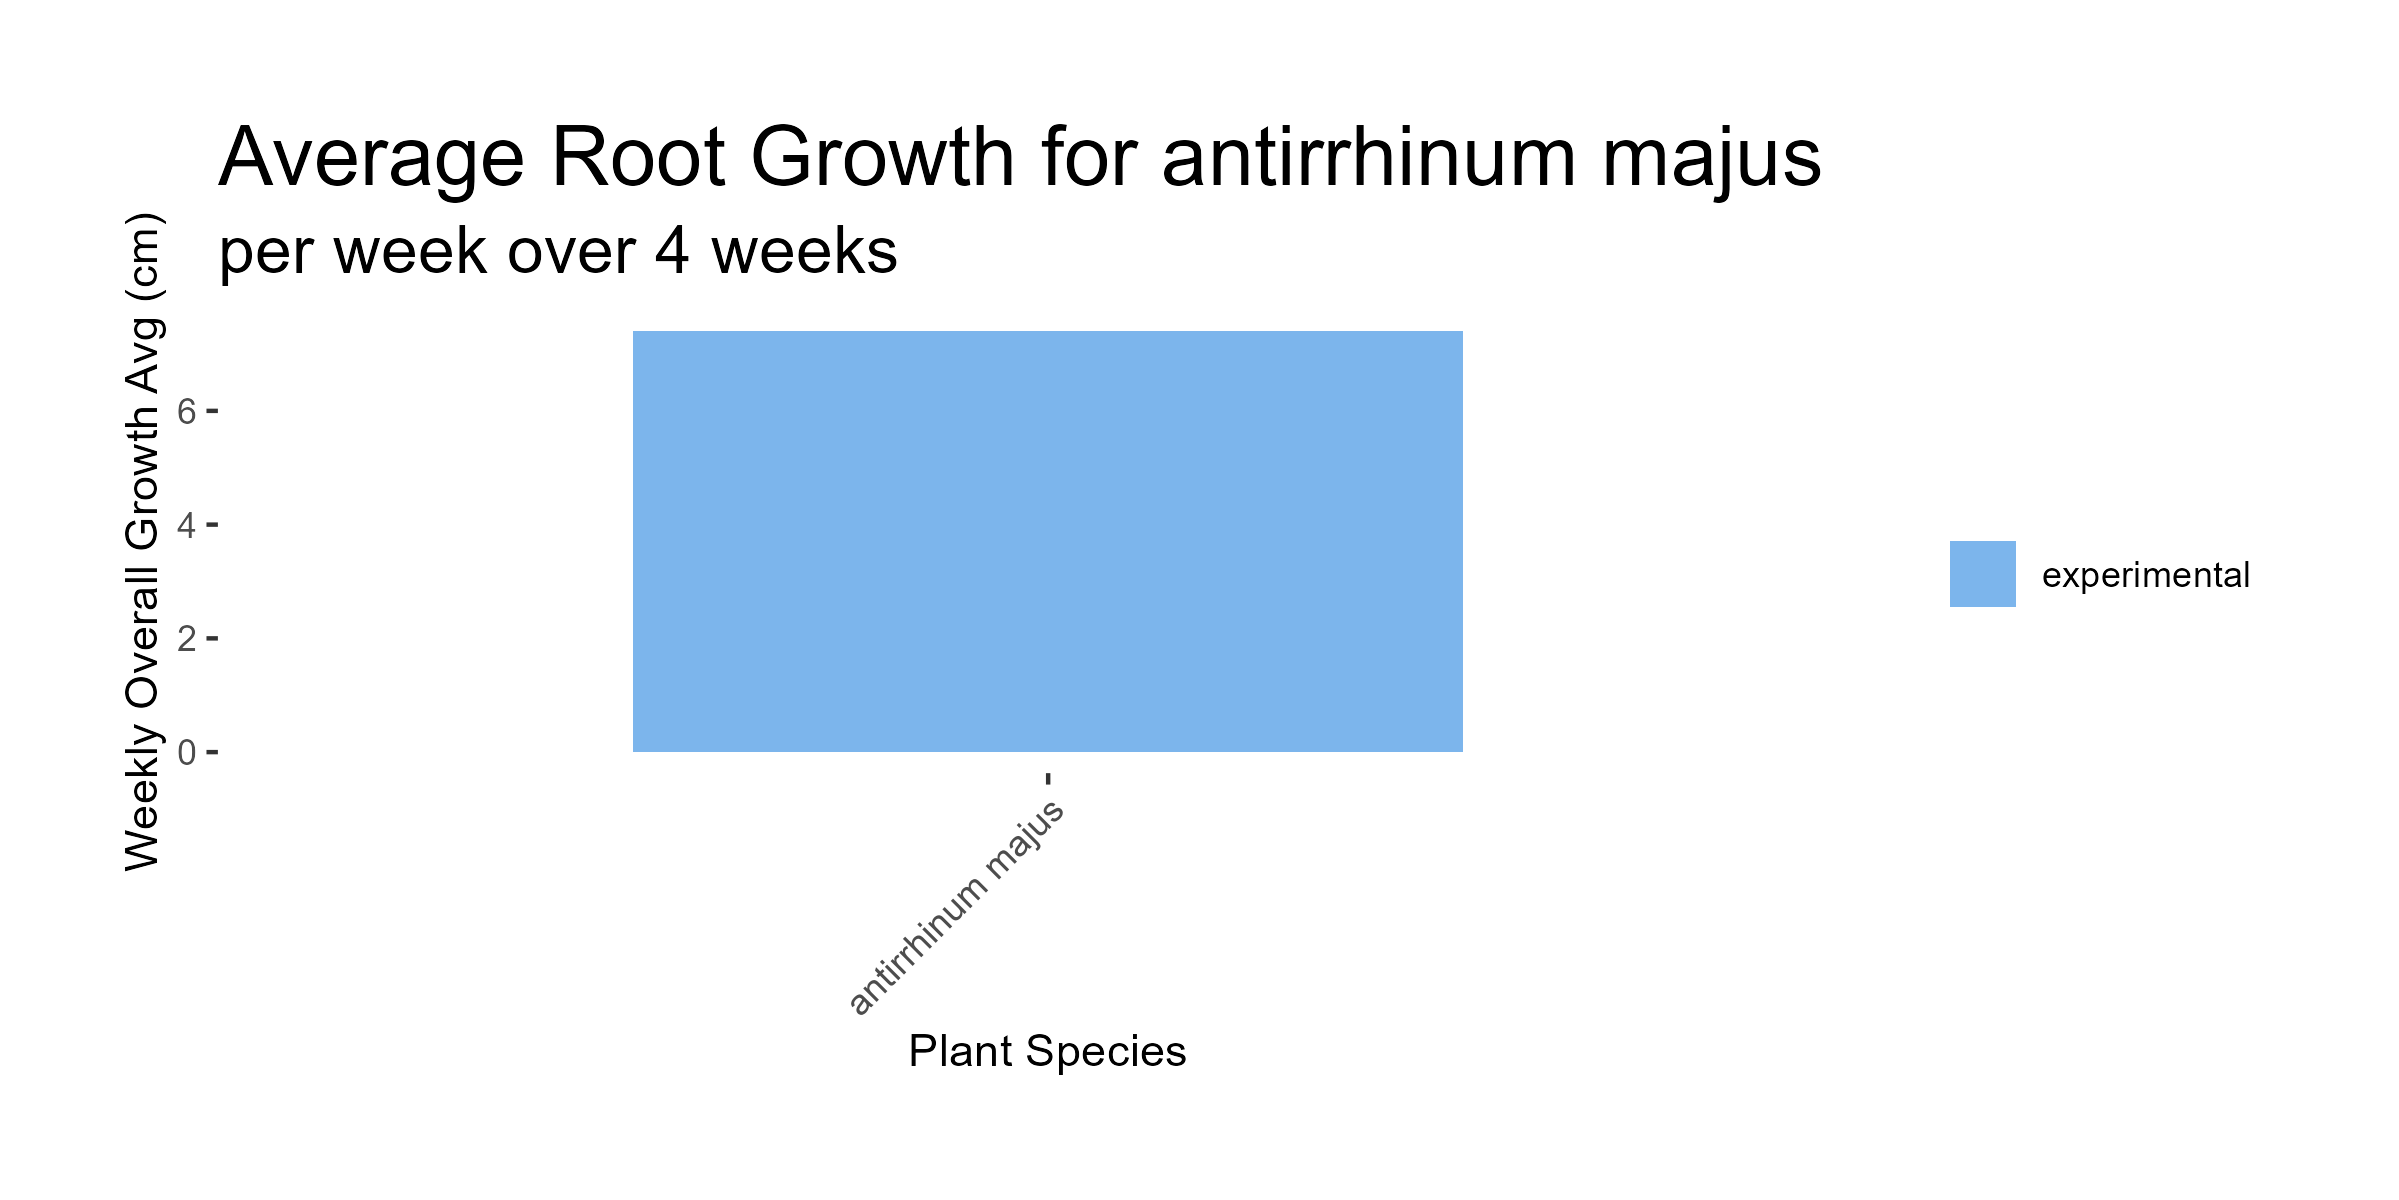 Average Root Growth for antirrhinum majus
per week over 4 weeks
Weekly Overall Growth Avg (cm)
6
4
2
0
experimental
antirrhinum majus
Plant Species